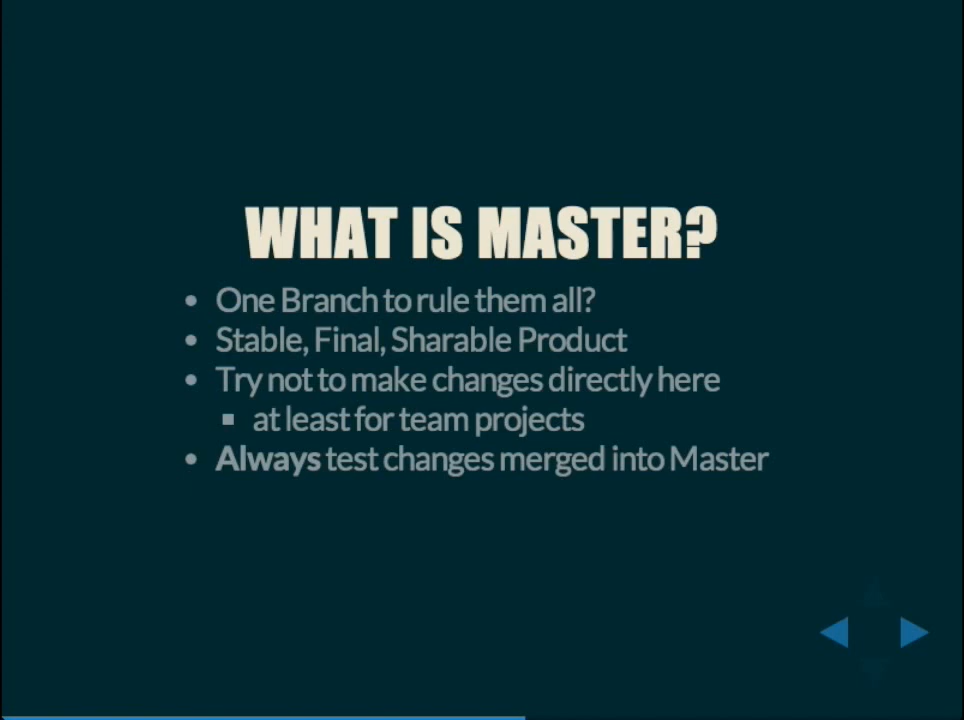 WHAT IS MASTER?
• One Branch to rule them all?
• Stable, Final, Sharable Product
• Try not to make changes directly here
▪ at least for team projects
• Always test changes merged into Master